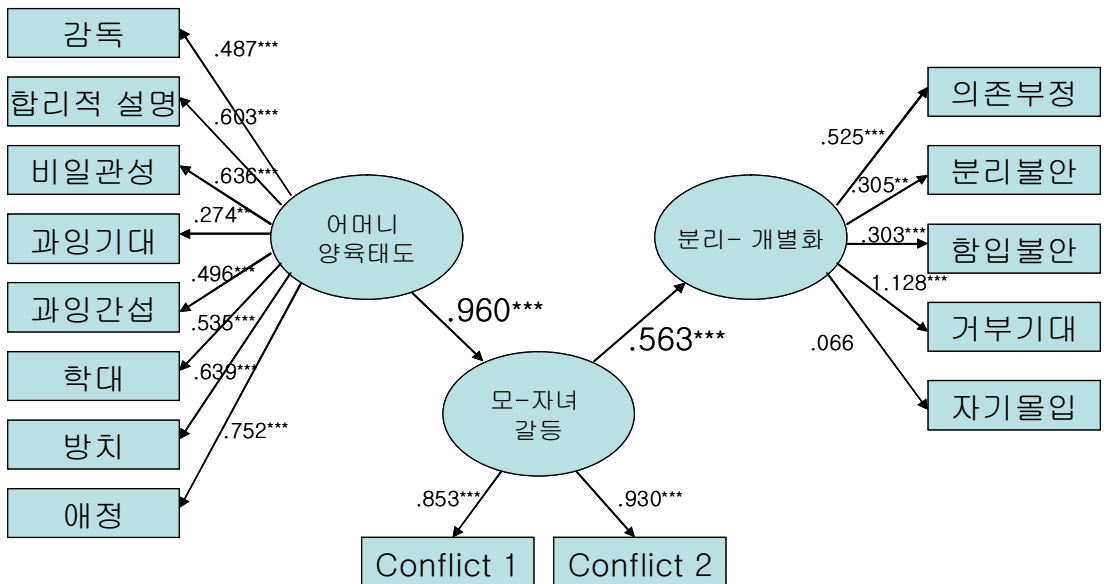 감독
합리적 설명
비일관성
과잉기대
과잉간섭
학대
방치
애정
.487***
.603***
.636***
.274**
.496***
.535***
.639***
.752***
어머니
양육태도
.960***
모-자녀
갈등
.853***
.930***
Conflict 1
Conflict 2
.563***
분리- 개별화
.525***
.305**
.303***
1.128***
.066
의존부정
분리불안
함입불안
거부기대
자기몰입